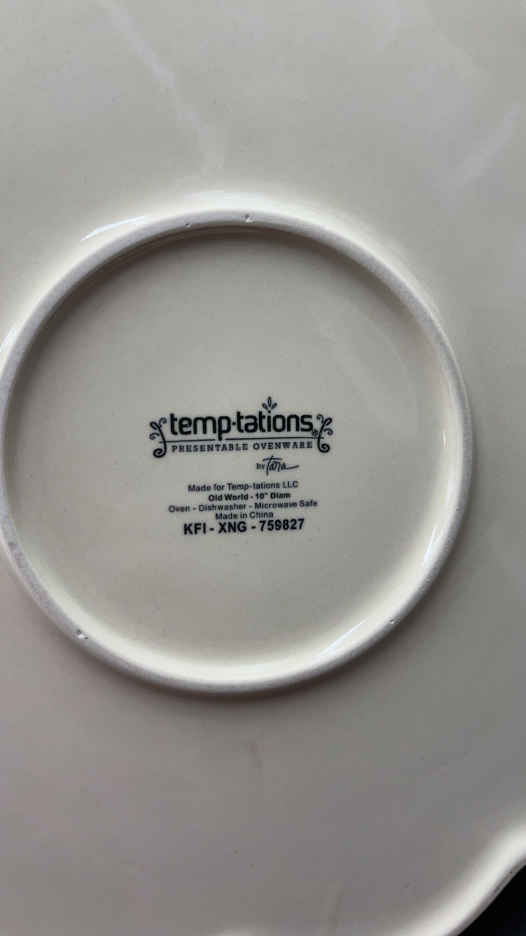 temp-tations®
PRESENTABLE OVENWARE
BY Tara
Made for Temp-tations LLC
Old World - 10" Diam
Oven - Dishwasher - Microwave Safe
Made in China
KFI - XNG - 759827